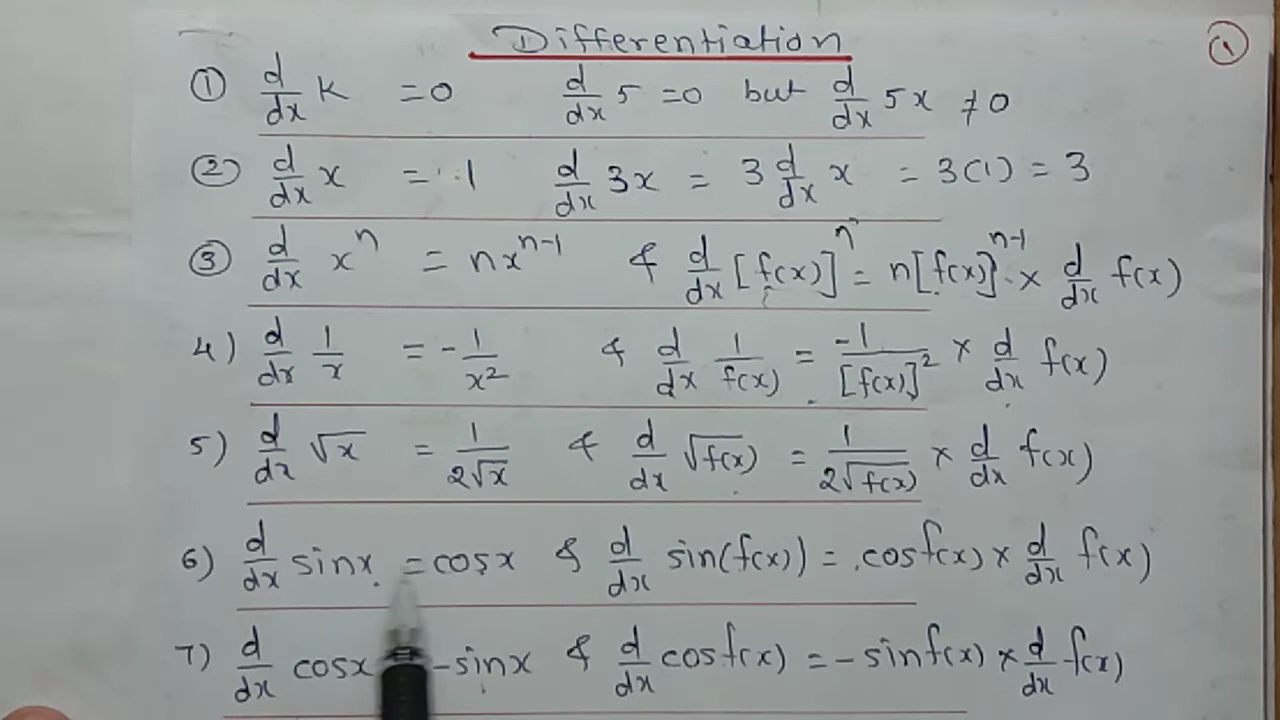 Differentiation
①
① d/dx k = 0 d/dx 5 = 0 but d/dx 5x ≠ 0
② d/dx x = 1 d/dx 3x = 3 d/dx x = 3(1) = 3
③ d/dx xⁿ = nxⁿ⁻¹ & d/dx [f(x)]ⁿ = n[f(x)]ⁿ⁻¹ × d/dx f(x)
4) d/dx 1/x = -1/x² & d/dx 1/f(x) = -1/[f(x)]² × d/dx f(x)
5) d/dx √x = 1/2√x & d/dx √f(x) = 1/2√f(x) × d/dx f(x)
6) d/dx sinx = cosx & d/dx sin(f(x)) = cosf(x) × d/dx f(x)
7) d/dx cosx -sinx & d/dx cosf(x) = -sinf(x) × d/dx f(x)